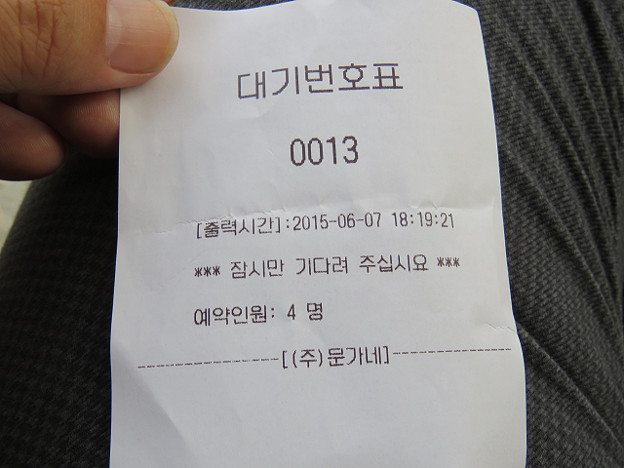 대기번호표
0013
[출력시간]:2015-06-07 18:19:21
*** 잠시만 기다려 주십시요 ***
예약인원: 4 명
-----------------[(주)문가네]-----------------